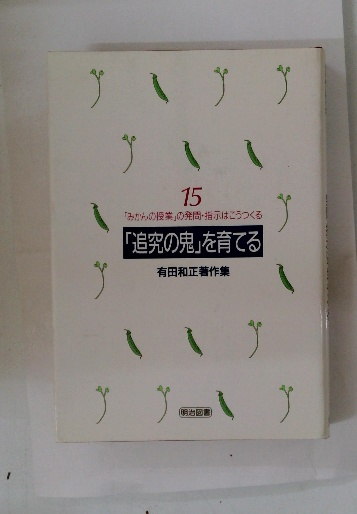 15
「みかんの授業」の発問・指示はこうつくる
「追究の鬼」を育てる
有田和正著作集
明治図書